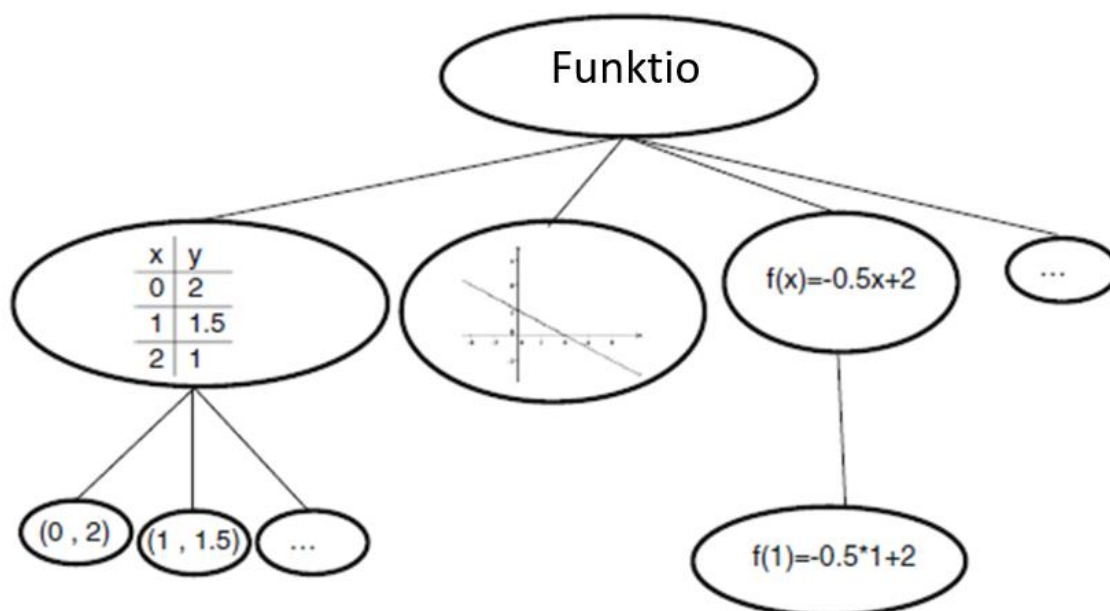 Funktio
x y
0 2
1 1.5
2 1
f(x)=-0.5x+2
...
(0 , 2)
(1 , 1.5)
...
f(1)=-0.5*1+2